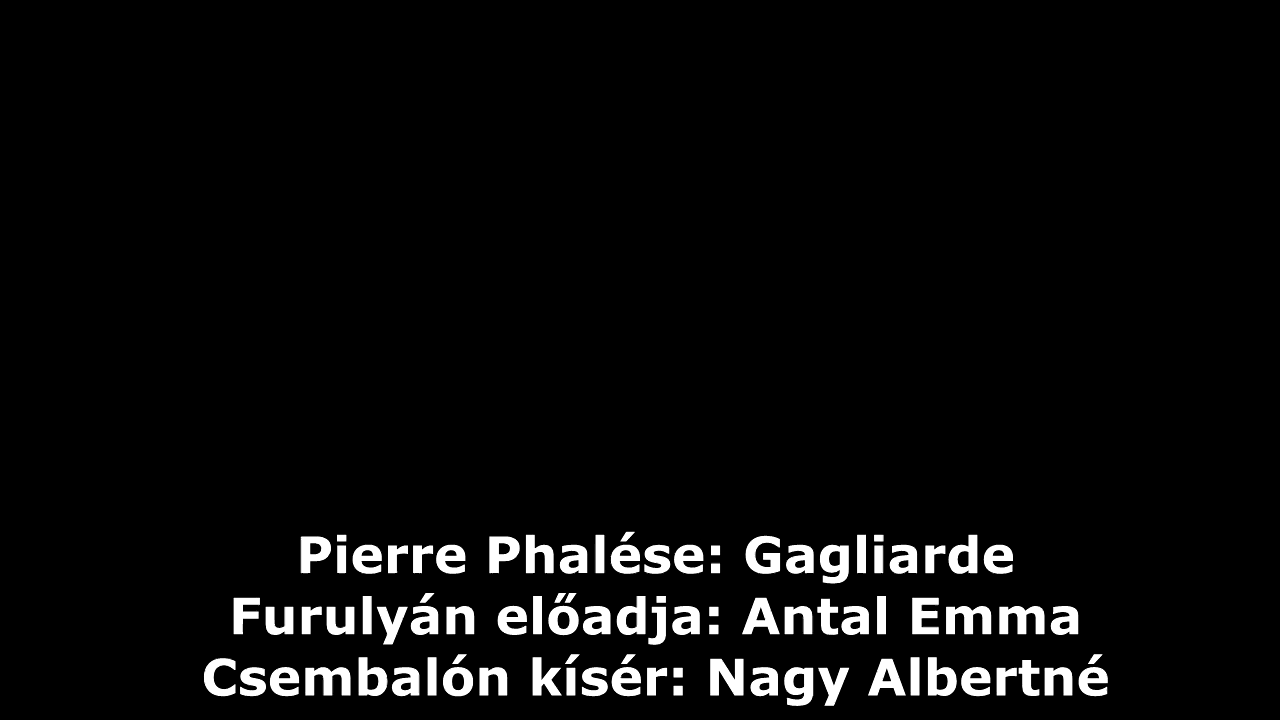 Pierre Phalése: Gagliarde
Furulyán előadja: Antal Emma
Csembalón kísér: Nagy Albertné